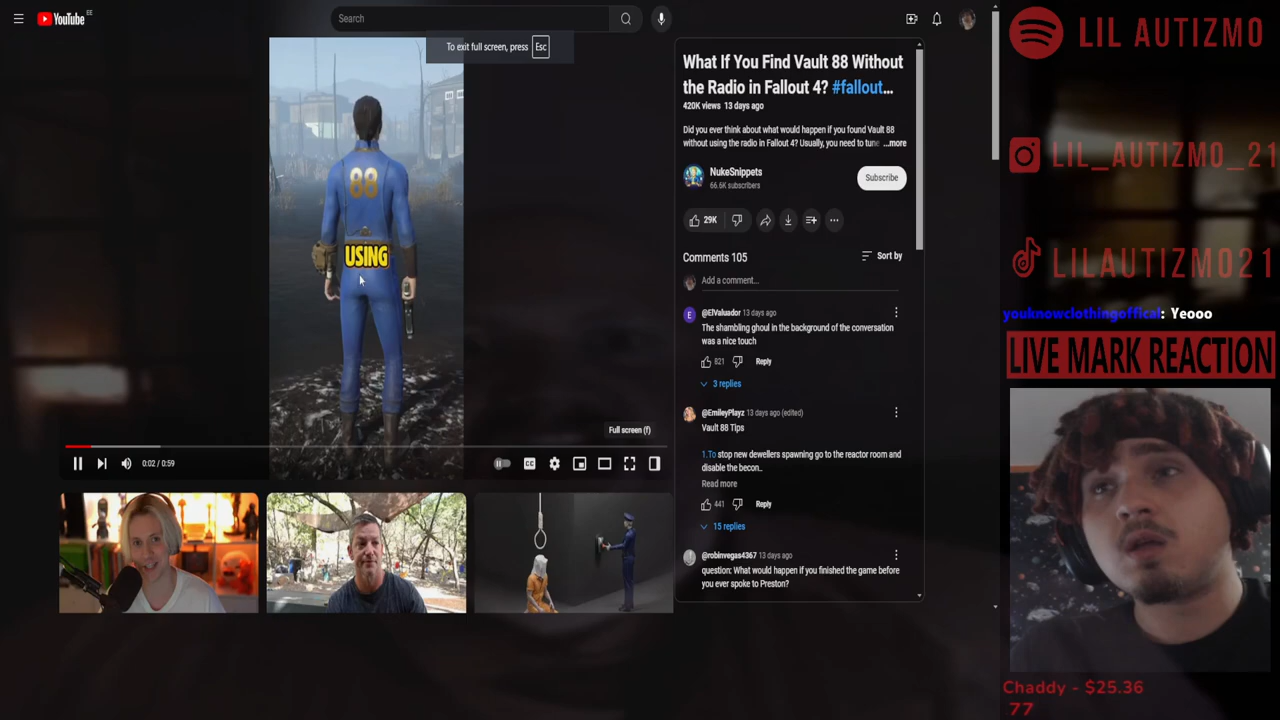 YouTube EE
Search
To exit full screen, press Esc
88
USING
Full screen (f)
0:02 / 0:59
CC
What If You Find Vault 88 Without
the Radio in Fallout 4? #fallout...
420K views 13 days ago
Did you ever think about what would happen if you found Vault 88
without using the radio in Fallout 4? Usually, you need to tune ...more
NukeSnippets
66.6K subscribers
Subscribe
29K
Comments 105
Sort by
Add a comment...
E
@ElValuador 13 days ago
The shambling ghoul in the background of the conversation
was a nice touch
821
Reply
3 replies
@EmileyPlayz 13 days ago (edited)
Vault 88 Tips
1.To stop new dewellers spawning go to the reactor room and
disable the becon..
Read more
441
Reply
15 replies
@robinvegas4367 13 days ago
question: What would happen if you finished the game before
you ever spoke to Preston?
LIL AUTIZMO
LIL_AUTIZMO_21
LILAUTIZMO21
youknowclothingoffical: Yeooo
LIVE MARK REACTION
Chaddy - $25.36
77